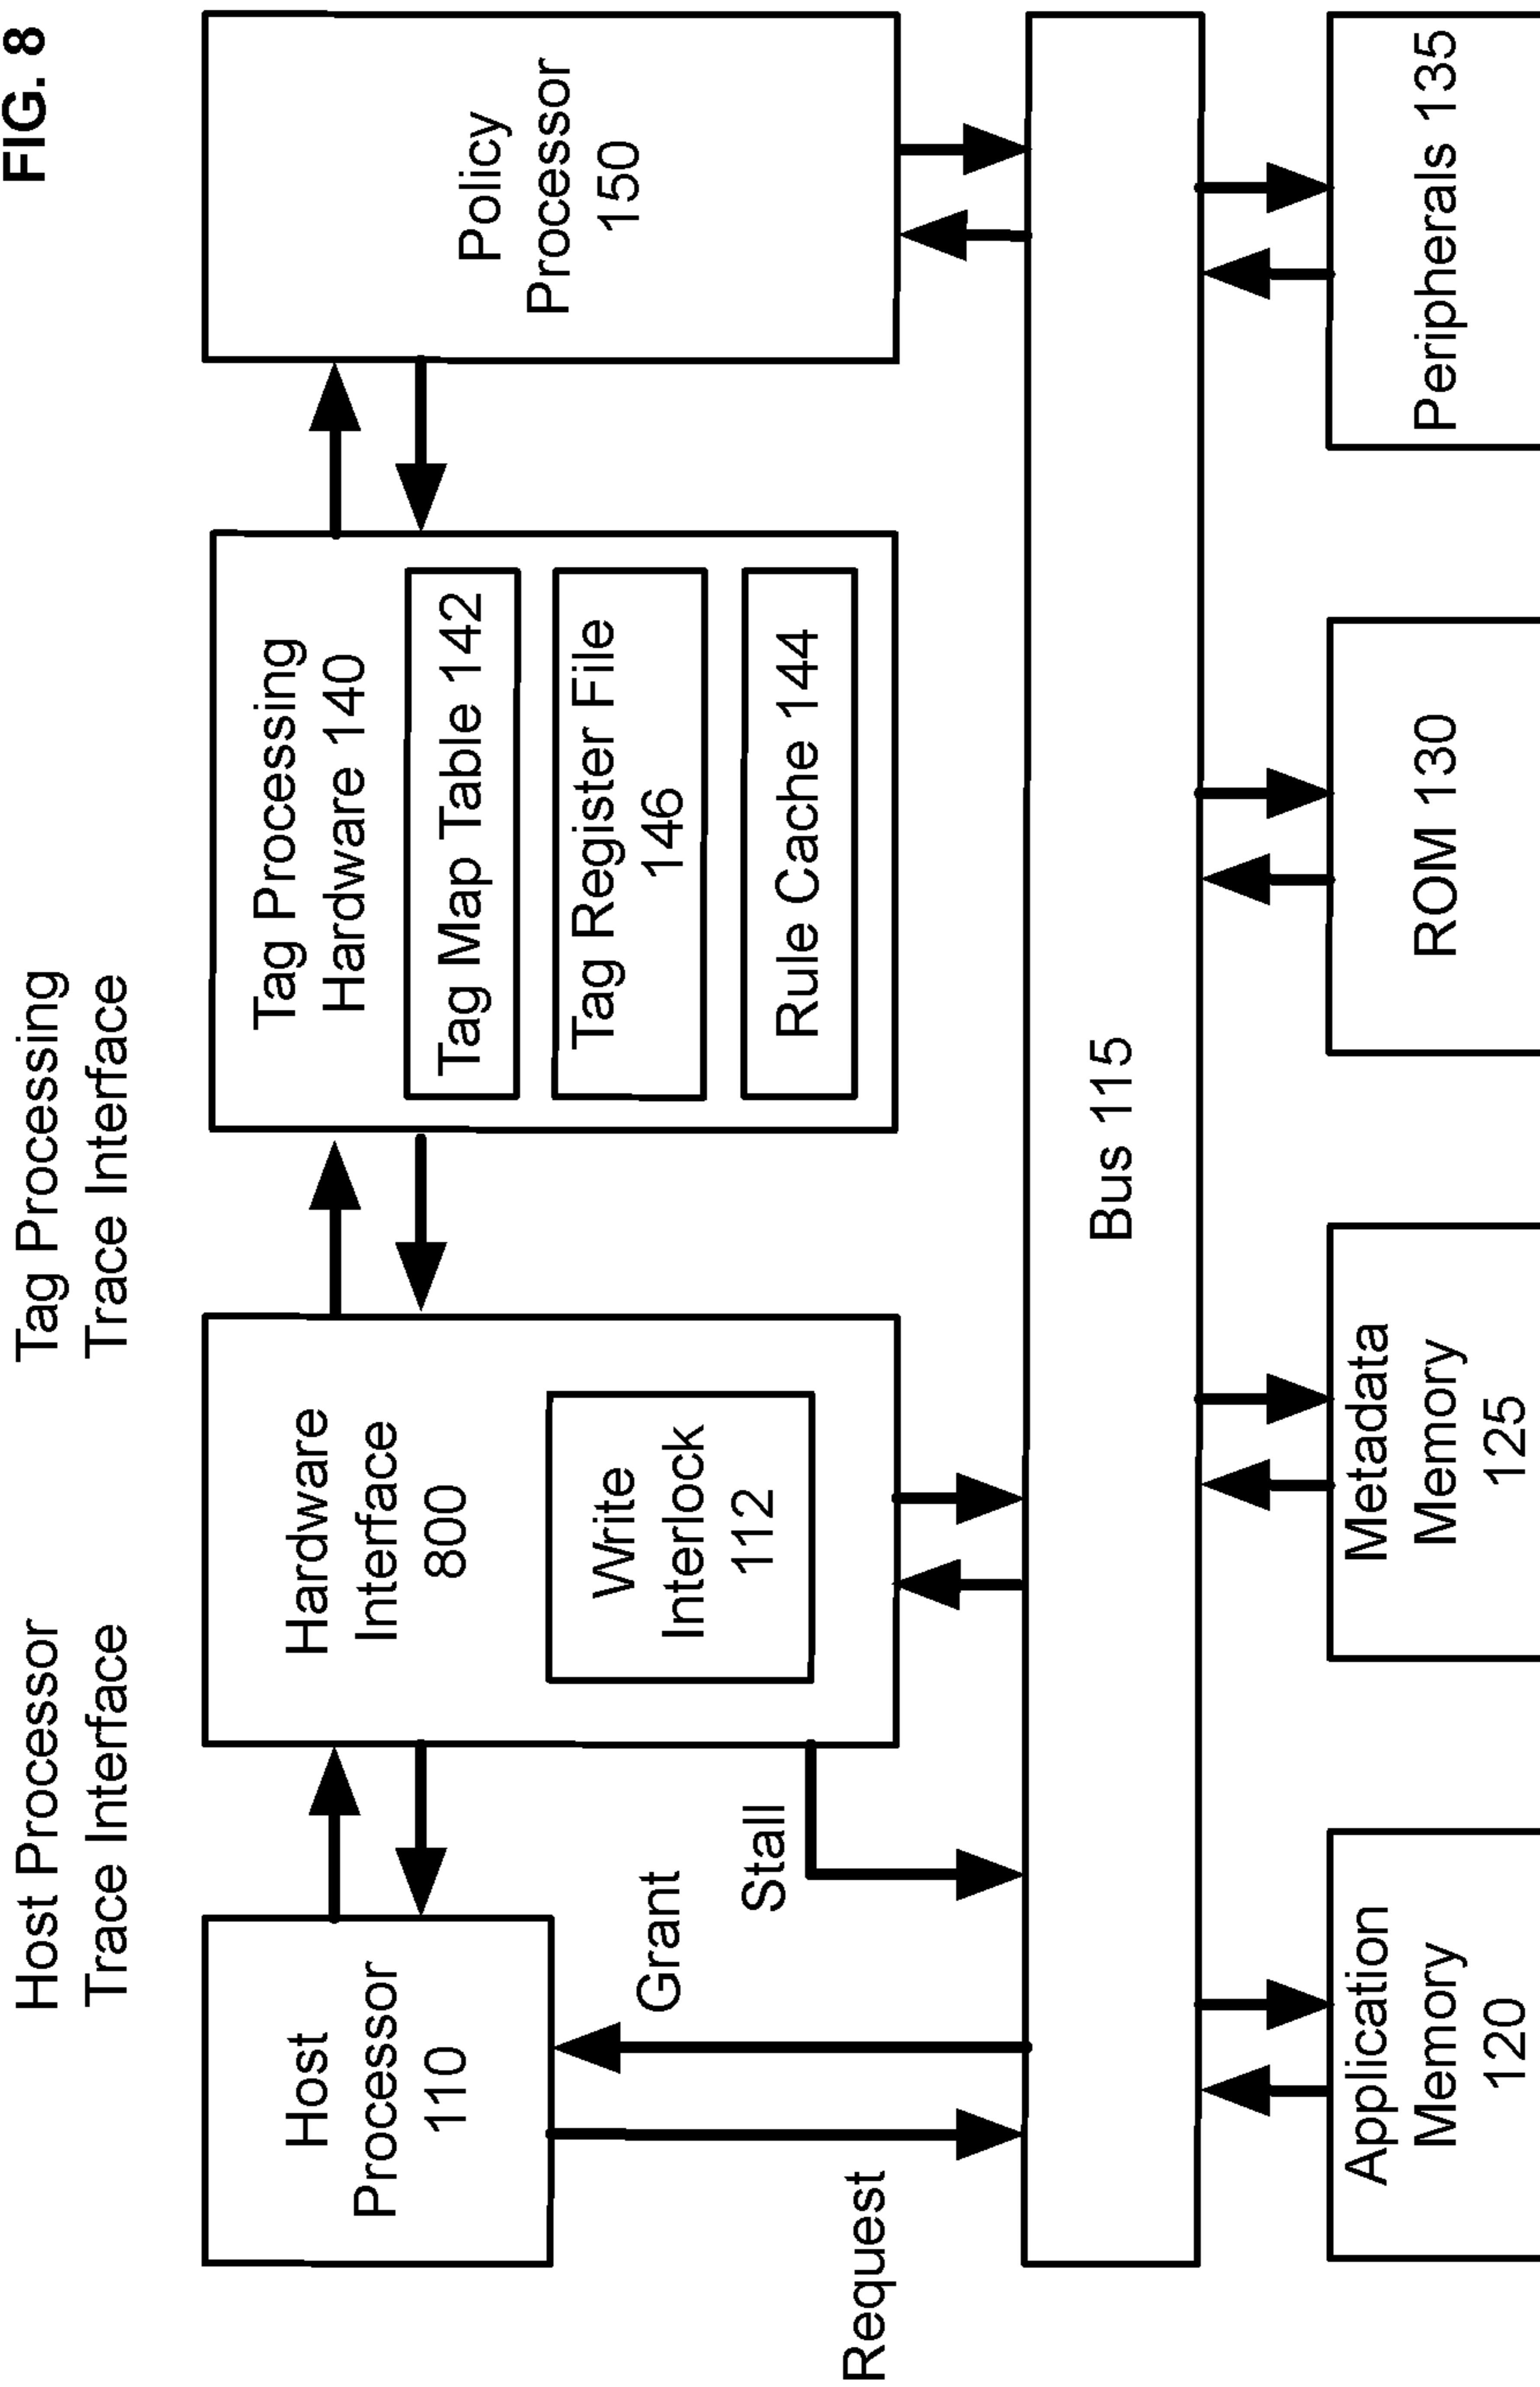 FIG. 8
Host Processor
Trace Interface
Tag Processing
Trace Interface
Host
Processor
110
Hardware
Interface
800
Write
Interlock
112
Tag Processing
Hardware 140
Tag Map Table 142
Tag Register File
146
Rule Cache 144
Policy
Processor
150
Grant
Stall
Request
Bus 115
Application
Memory
120
Metadata
Memory
125
ROM 130
Peripherals 135